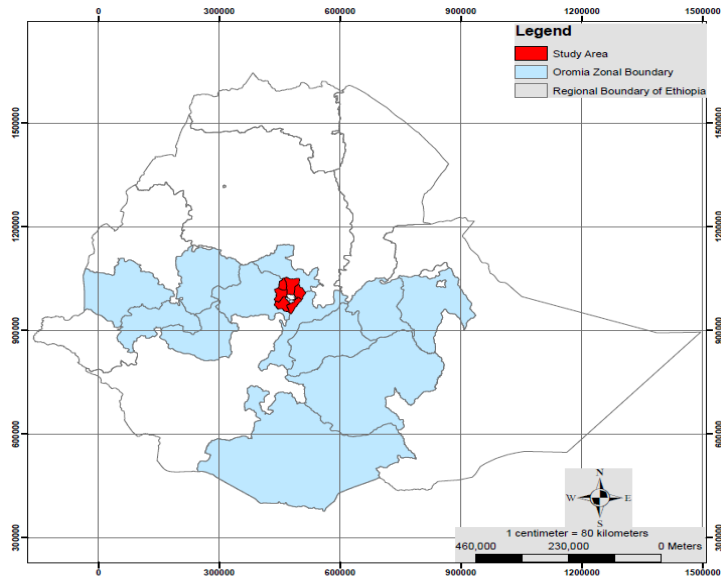 0 300000 600000 900000 1200000 1500000
Legend
Study Area
Oromia Zonal Boundary
Regional Boundary of Ethiopia
1500000 1500000
1200000 1200000
900000 900000
600000 600000
300000 300000
N
W E
S
1 centimeter = 80 kilometers
460,000 230,000 0 Meters
0 300000 600000 900000 1200000 1500000